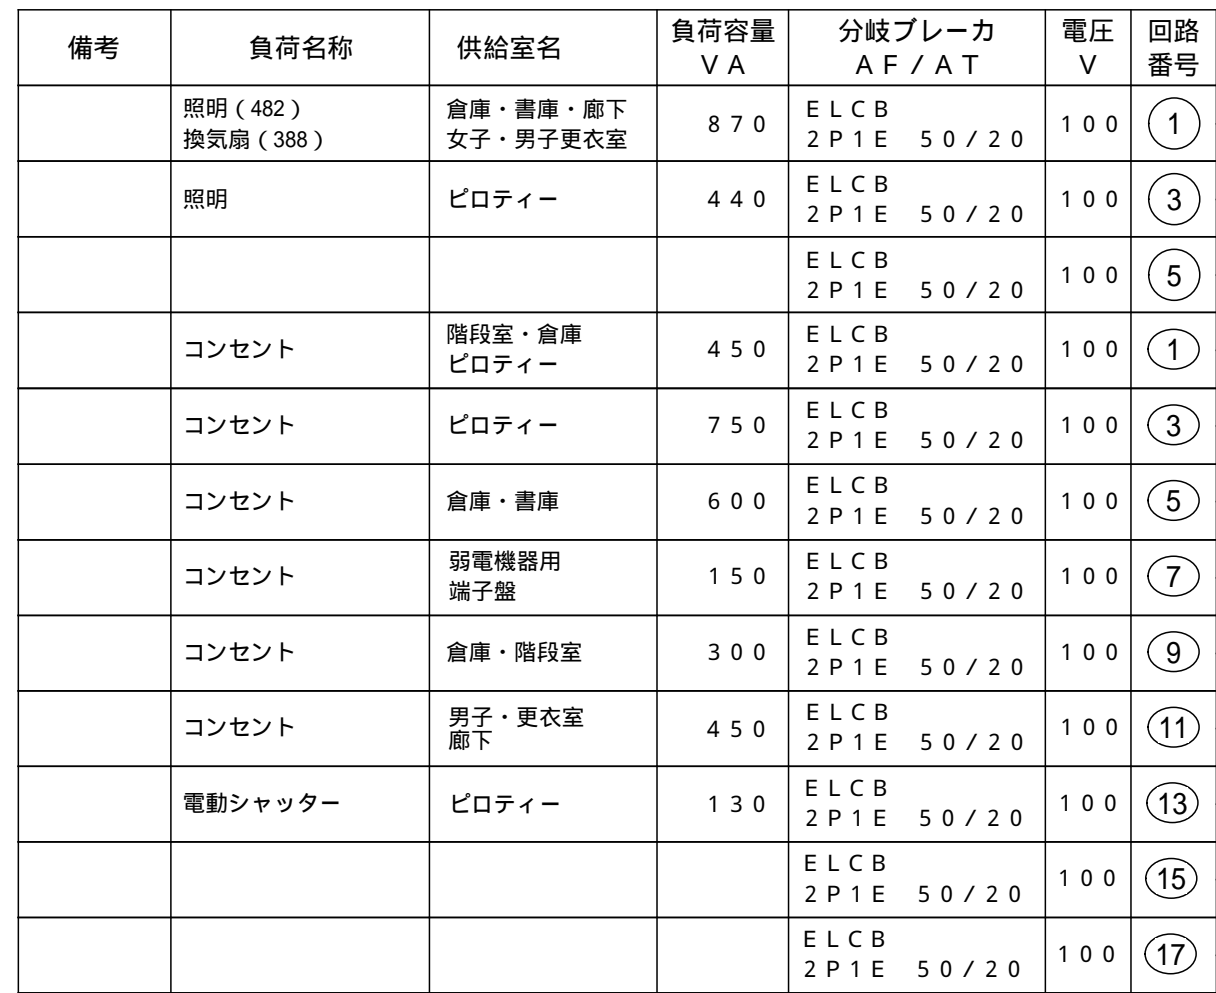 備考 負荷名称 供給室名 負荷容量 VA 分岐ブレーカ AF/AT 電圧 V 回路番号
照明(482) 倉庫・書庫・廊下 ELCB
換気扇(388) 女子・男子更衣室 870 2P1E 50/20 100 1
ELCB
照明 ピロティー 440 2P1E 50/20 100 3
ELCB
2P1E 50/20 100 5
階段室・倉庫 ELCB
コンセント ピロティー 450 2P1E 50/20 100 1
ELCB
コンセント ピロティー 750 2P1E 50/20 100 3
ELCB
コンセント 倉庫・書庫 600 2P1E 50/20 100 5
弱電機器用 ELCB
コンセント 端子盤 150 2P1E 50/20 100 7
ELCB
コンセント 倉庫・階段室 300 2P1E 50/20 100 9
男子・更衣室 ELCB
コンセント 廊下 450 2P1E 50/20 100 11
ELCB
電動シャッター ピロティー 130 2P1E 50/20 100 13
ELCB
2P1E 50/20 100 15
ELCB
2P1E 50/20 100 17